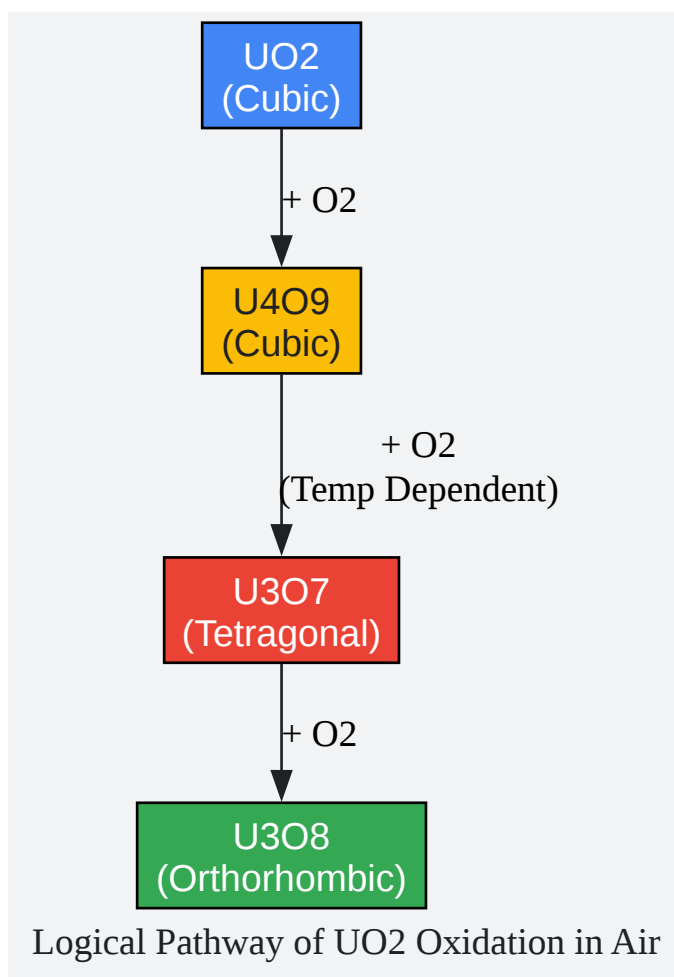 UO2
(Cubic)
+ O2
U4O9
(Cubic)
+ O2
(Temp Dependent)
U3O7
(Tetragonal)
+ O2
U3O8
(Orthorhombic)
Logical Pathway of UO2 Oxidation in Air